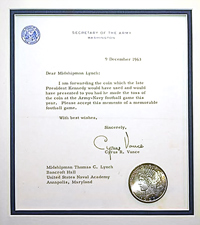 SECRETARY OF THE ARMY
WASHINGTON
7 December 1963
Dear Midshipman Lynch:
I am forwarding the coin which the late
President Kennedy would have used and would
have presented to you had he made the toss of
the coin at the Army-Navy football game this
year. Please accept this memento of a memorable
football game.
With best wishes,
Sincerely,
Cyrus Vance
Cyrus R. Vance
Midshipman Thomas C. Lynch
Bancroft Hall
United States Naval Academy
Annapolis, Maryland